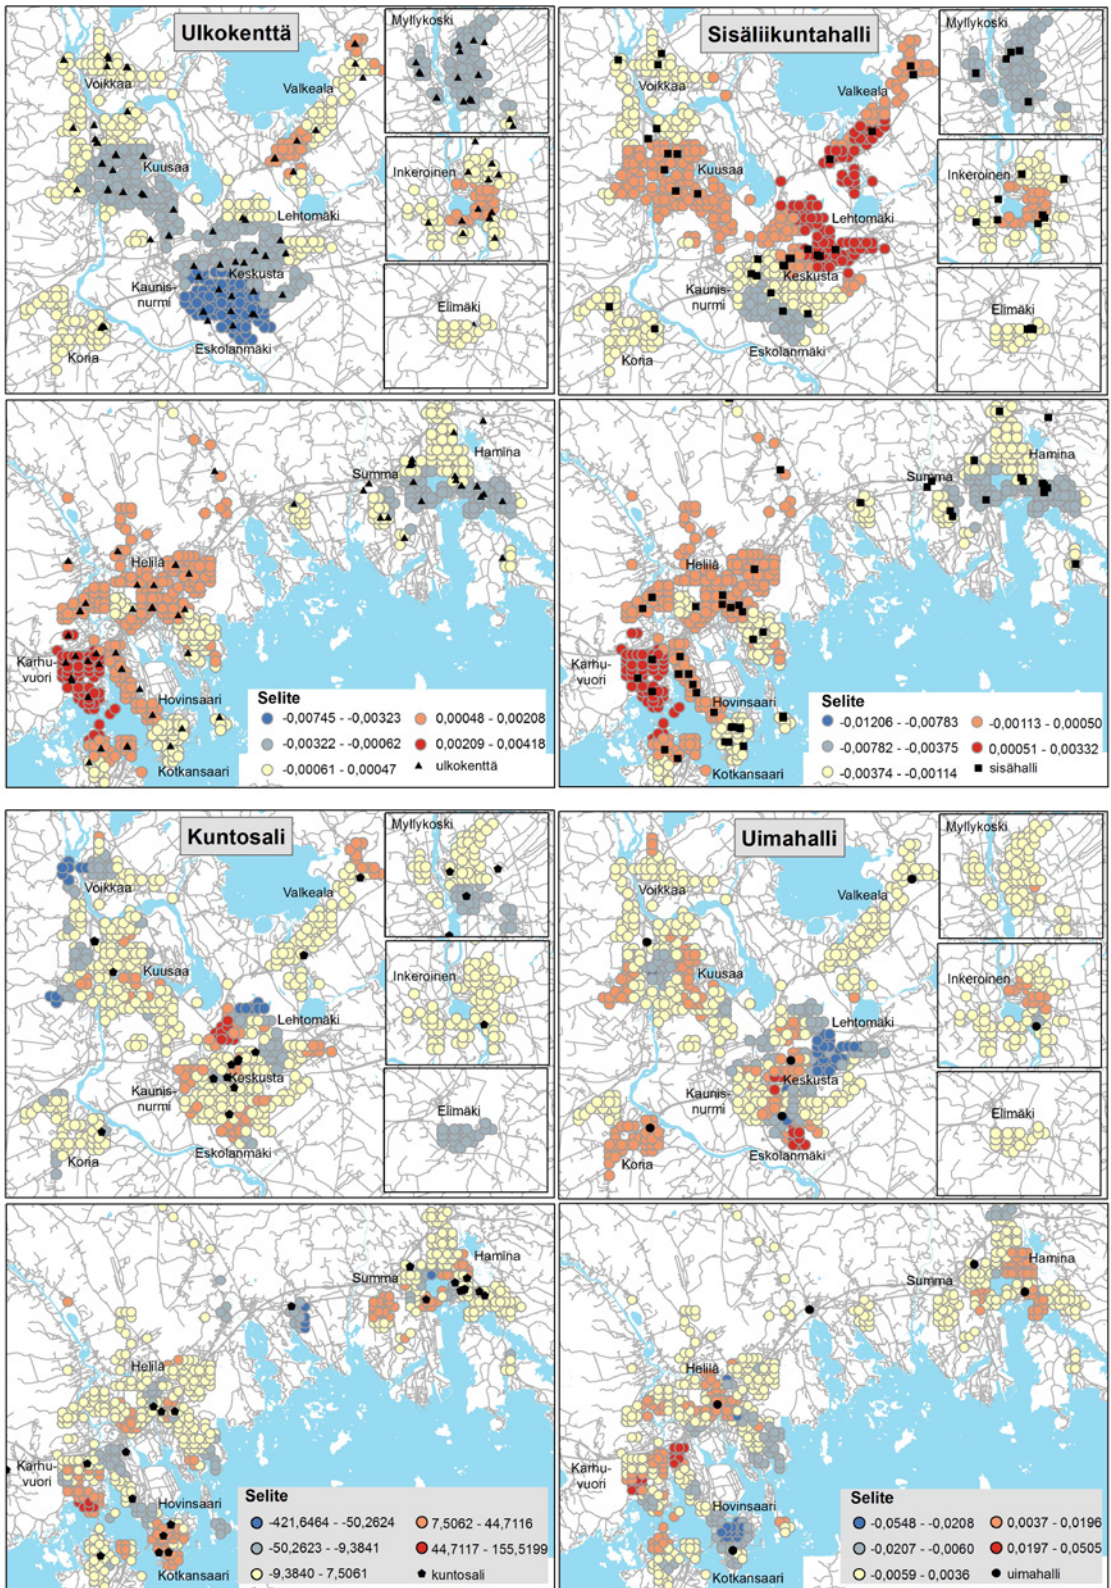 Ulkokenttä
Myllykoski
Voikkaa
Valkeala
Kuusaa
Inkeroinen
Lehtomäki
Keskusta
Kaunis-
nurmi
Elimäki
Koria
Eskolanmäki
Summa
Hamina
Helilä
Karhu-
vuori
Hovinsaari
Kotkansaari
Selite
-0,00745 - -0,00323
-0,00322 - -0,00062
-0,00061 - 0,00047
0,00048 - 0,00208
0,00209 - 0,00418
ulkokenttä
Sisäliikuntahalli
Myllykoski
Voikkaa
Valkeala
Kuusaa
Inkeroinen
Lehtomäki
Keskusta
Kaunis-
nurmi
Elimäki
Koria
Eskolanmäki
Summa
Hamina
Helilä
Karhu-
vuori
Hovinsaari
Kotkansaari
Selite
-0,01206 - -0,00783
-0,00782 - -0,00375
-0,00374 - -0,00114
-0,00113 - 0,00050
0,00051 - 0,00332
sisähalli
Kuntosali
Myllykoski
Voikkaa
Valkeala
Kuusaa
Inkeroinen
Lehtomäki
Keskusta
Kaunis-
nurmi
Elimäki
Koria
Eskolanmäki
Summa
Hamina
Helilä
Karhu-
vuori
Hovinsaari
Kotkansaari
Selite
-421,6464 - -50,2624
-50,2623 - -9,3841
-9,3840 - 7,5061
7,5062 - 44,7116
44,7117 - 155,5199
kuntosali
Uimahalli
Myllykoski
Voikkaa
Valkeala
Kuusaa
Inkeroinen
Lehtomäki
Keskusta
Kaunis-
nurmi
Elimäki
Koria
Eskolanmäki
Summa
Hamina
Helilä
Karhu-
vuori
Hovinsaari
Kotkansaari
Selite
-0,0548 - -0,0208
-0,0207 - -0,0060
-0,0059 - 0,0036
0,0037 - 0,0196
0,0197 - 0,0505
uimahalli